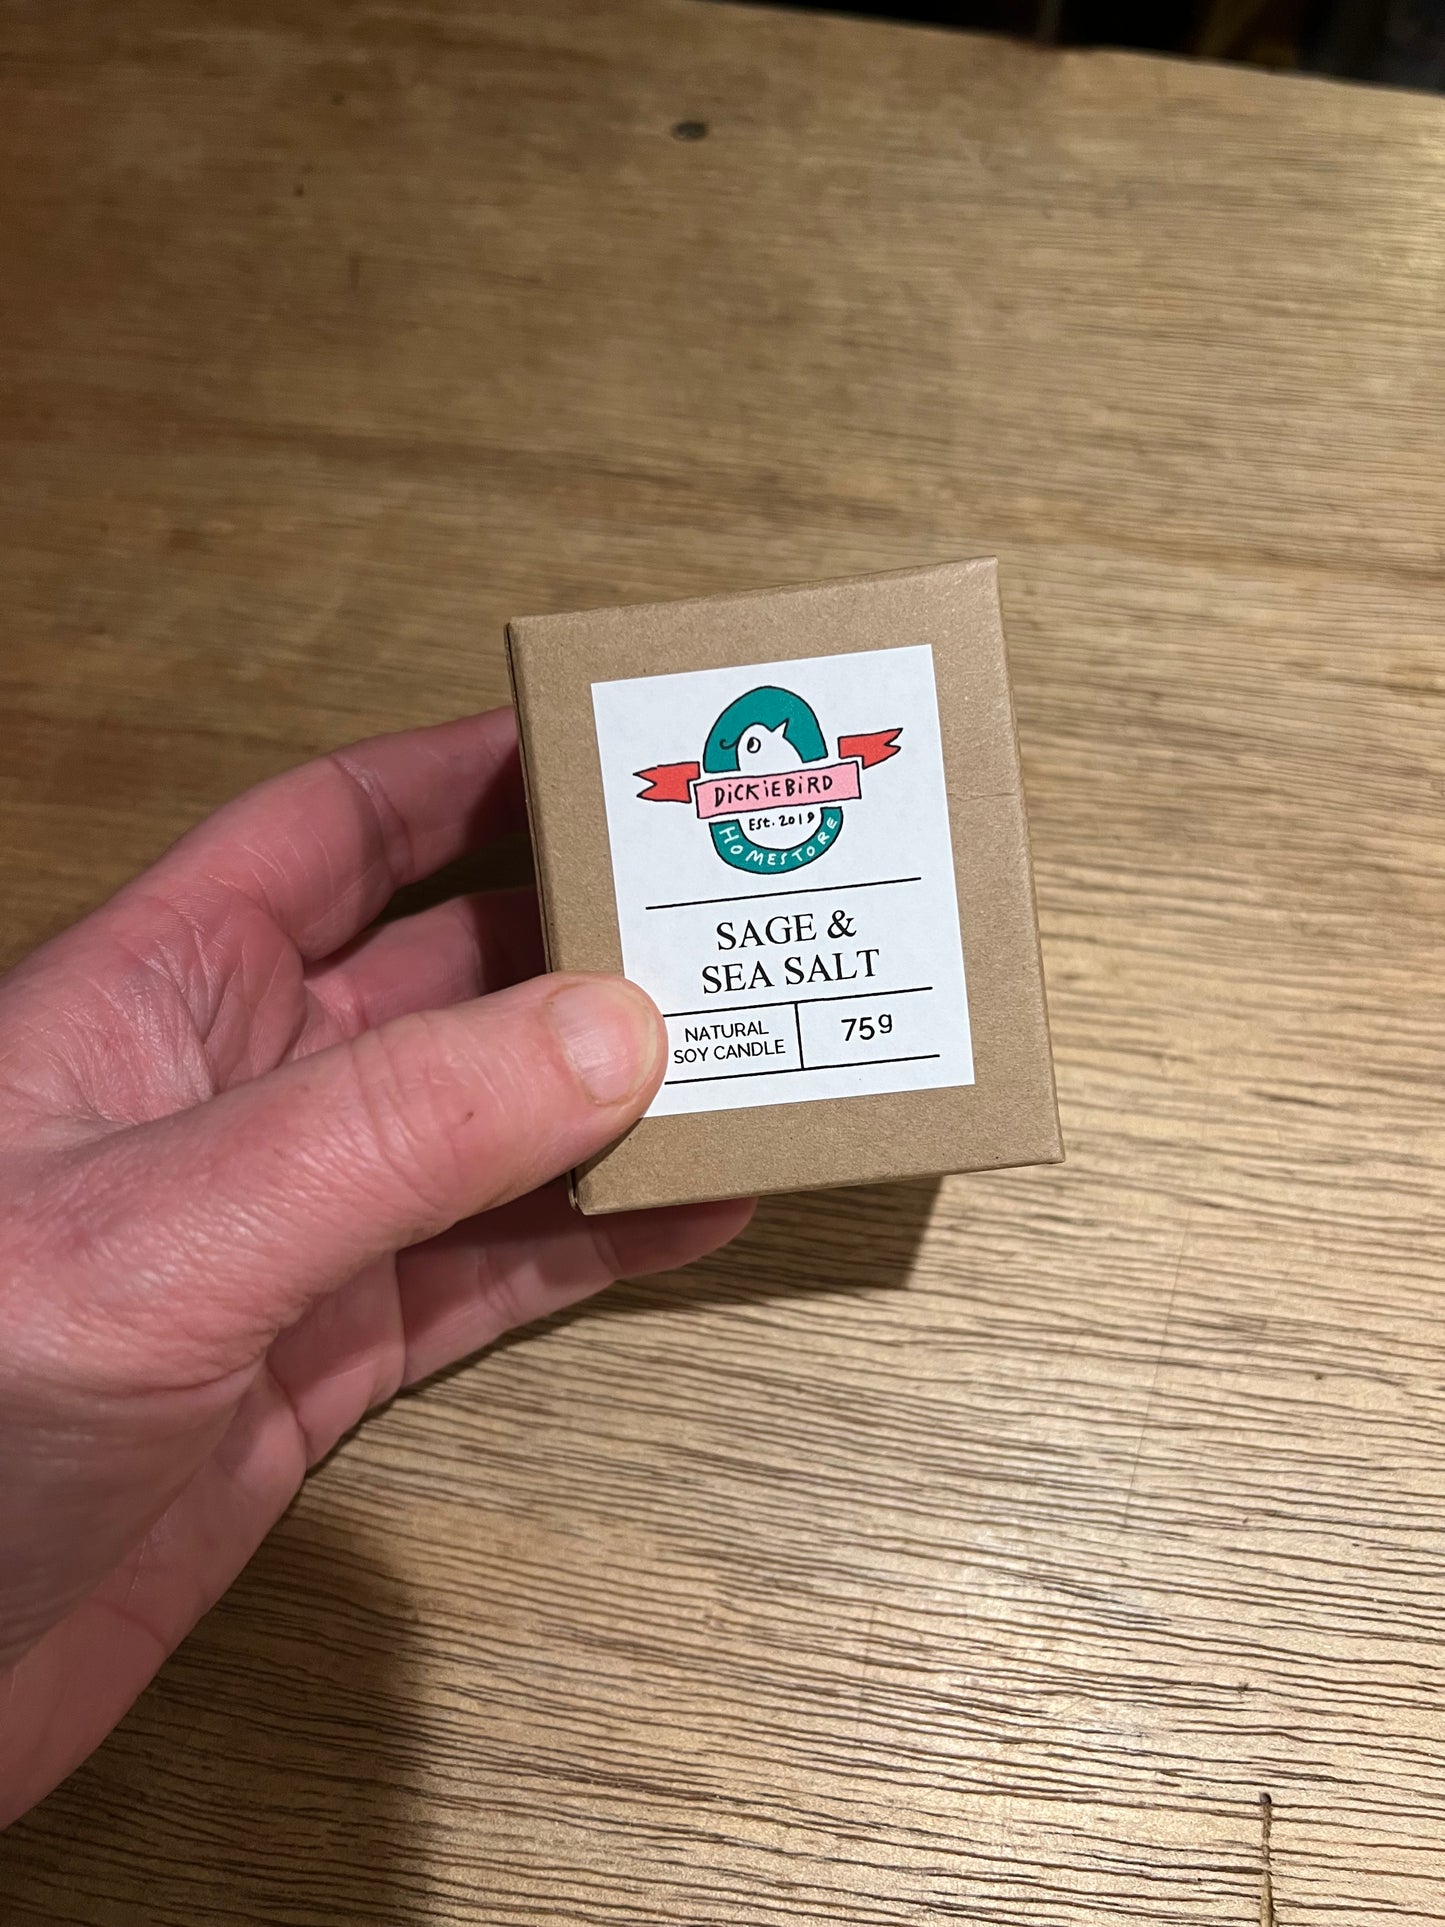 DiCKiEBiRD
Est. 2019
HOMESTORE
SAGE &
SEA SALT
NATURAL
SOY CANDLE
75g